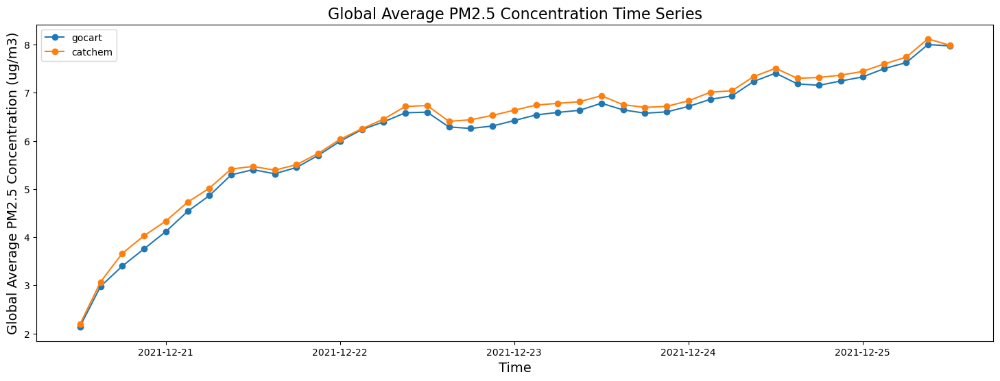 Global Average PM2.5 Concentration Time Series
gocart
catchem
Global Average PM2.5 Concentration (ug/m3)
8
7
6
5
4
3
2
2021-12-21
2021-12-22
2021-12-23
2021-12-24
2021-12-25
Time